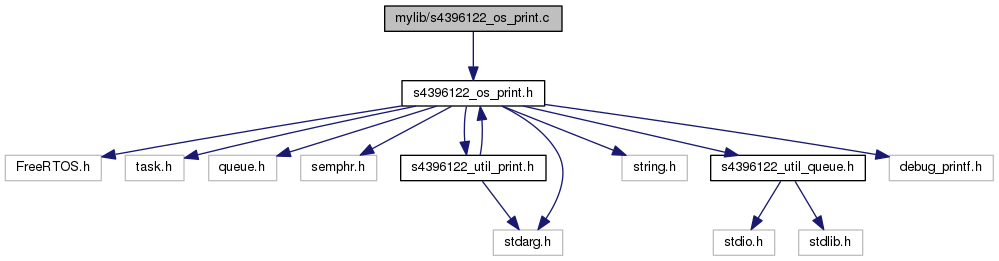 mylib/s4396122_os_print.c
s4396122_os_print.h
FreeRTOS.h
task.h
queue.h
semphr.h
s4396122_util_print.h
string.h
s4396122_util_queue.h
debug_printf.h
stdarg.h
stdio.h
stdlib.h